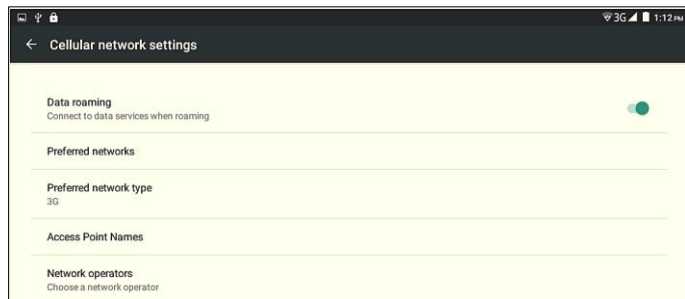 3G 1:12 PM
Cellular network settings
Data roaming
Connect to data services when roaming
Preferred networks
Preferred network type
3G
Access Point Names
Network operators
Choose a network operator